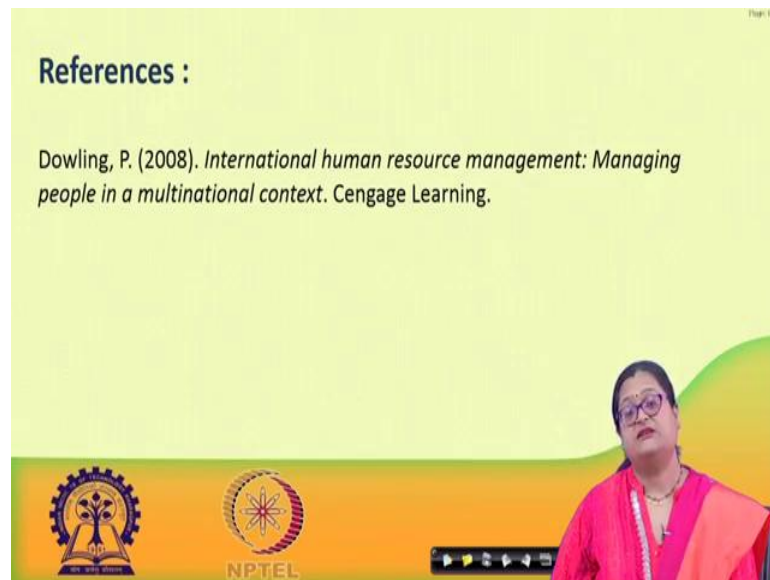 References :
Dowling, P. (2008). International human resource management: Managing
people in a multinational context. Cengage Learning.
NPTEL